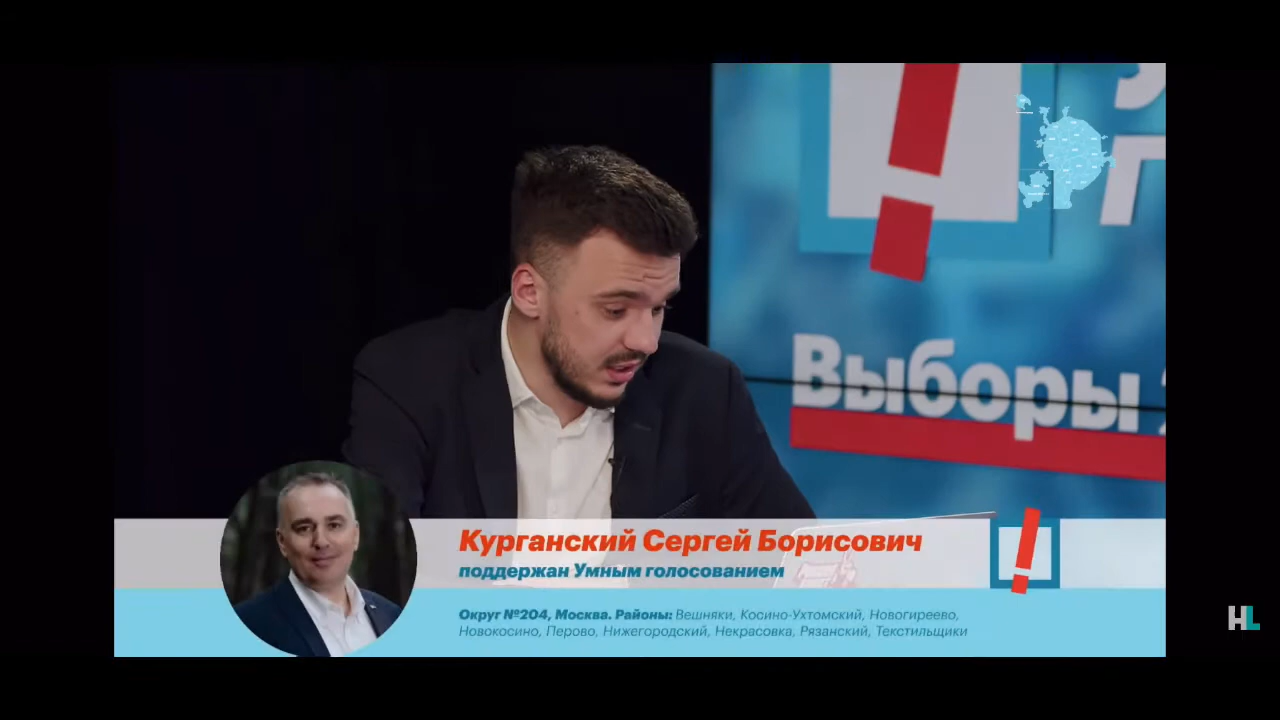 Выборы
Курганский Сергей Борисович
поддержан Умным голосованием
Округ №204, Москва. Районы: Вешняки, Косино-Ухтомский, Новогиреево,
Новокосино, Перово, Нижегородский, Некрасовка, Рязанский, Текстильщики
HL